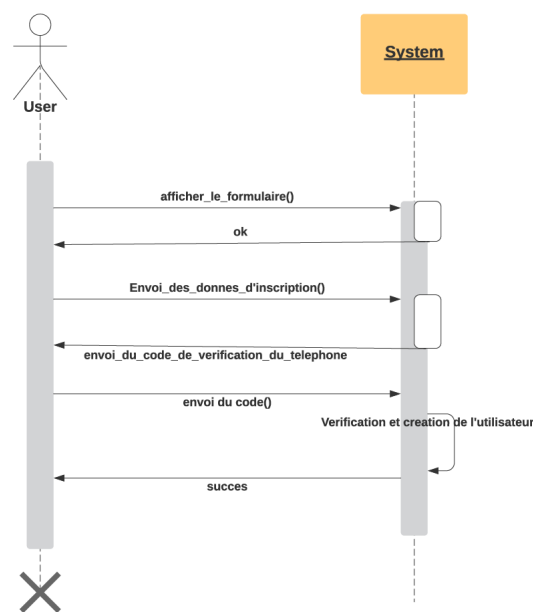 System
User
afficher_le_formulaire()
ok
Envoi_des_donnes_d'inscription()
envoi_du_code_de_verification_du_telephone
envoi du code()
Verification et creation de l'utilisateur
succes